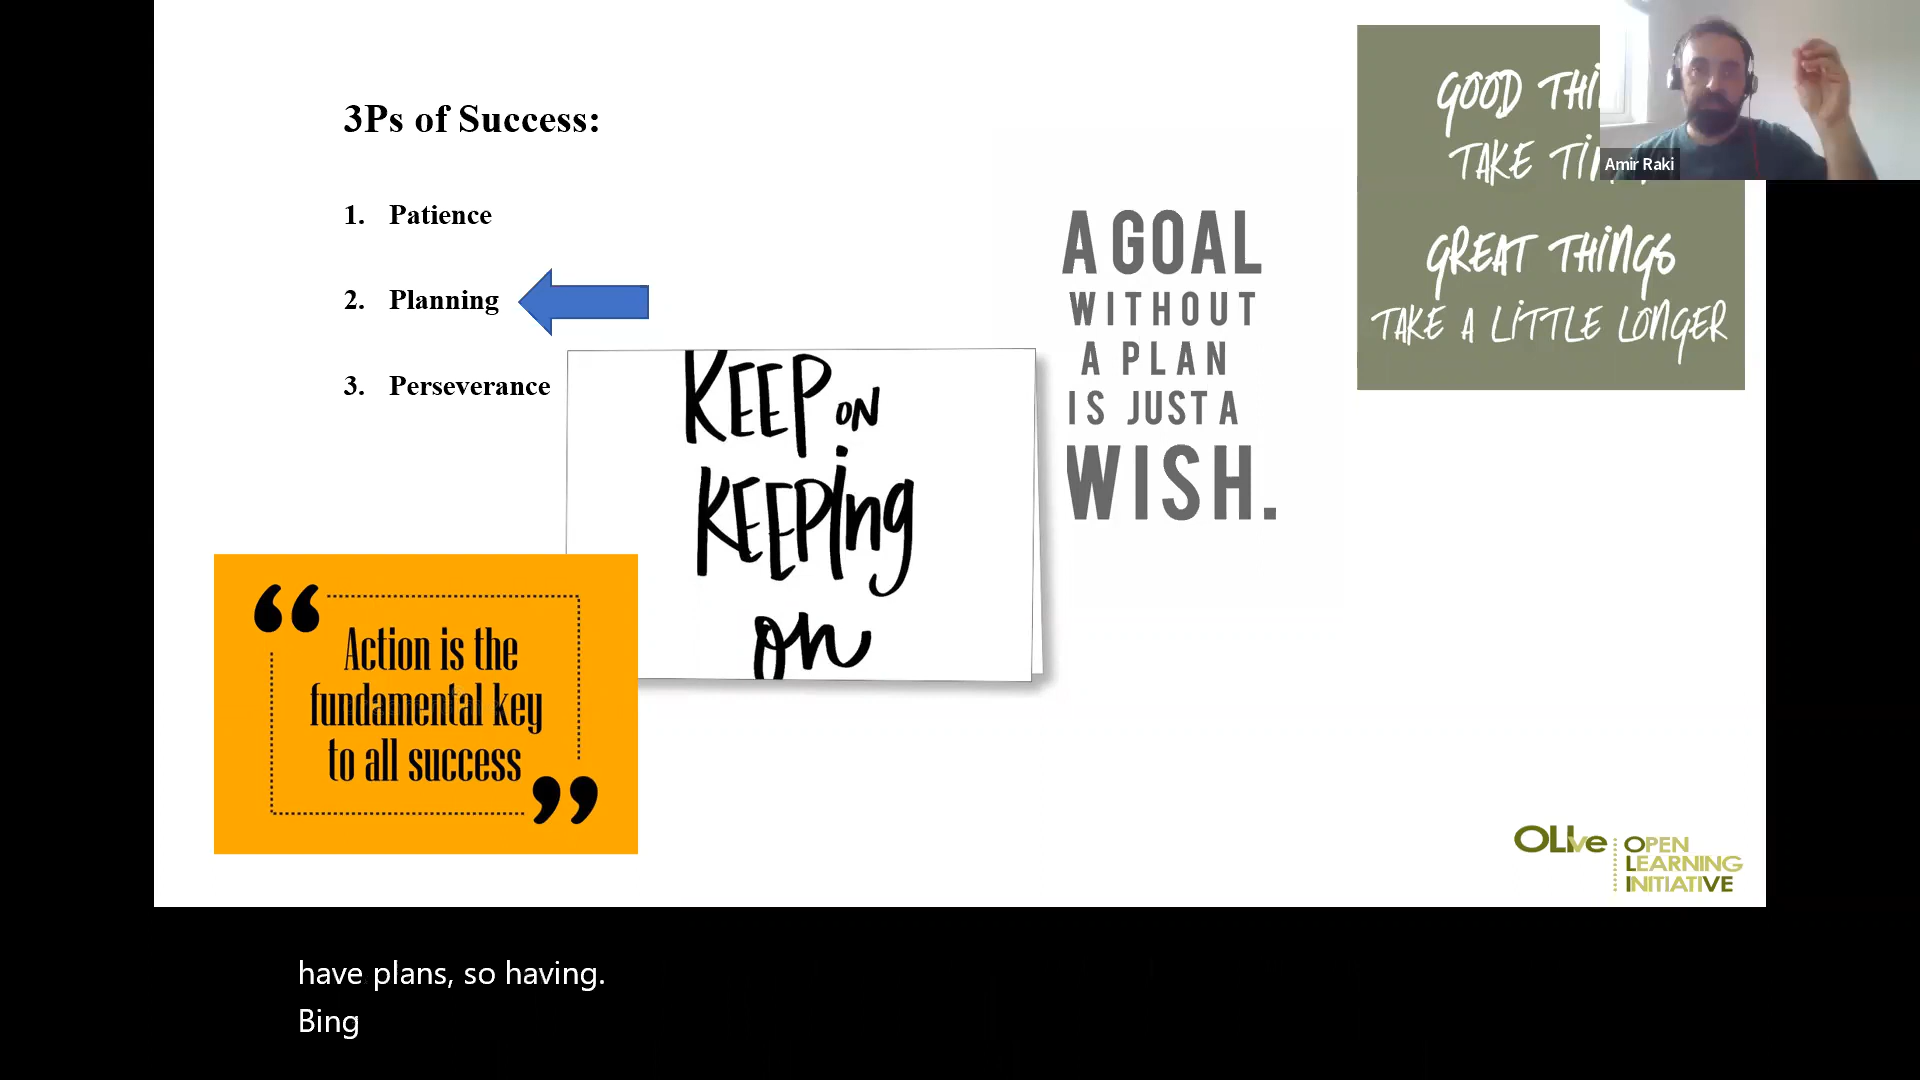 3Ps of Success:
1. Patience
2. Planning
3. Perseverance
KEEP ON
KEEPing
on
A GOAL
WITHOUT
A PLAN
IS JUST A
WISH.
GOOD THI
TAKE TI
GREAT THINGS
TAKE A LITTLE LONGER
Amir Raki
“Action is the
fundamental key
to all success”
OLIve
OPEN
LEARNING
INITIATIVE
have plans, so having.
Bing